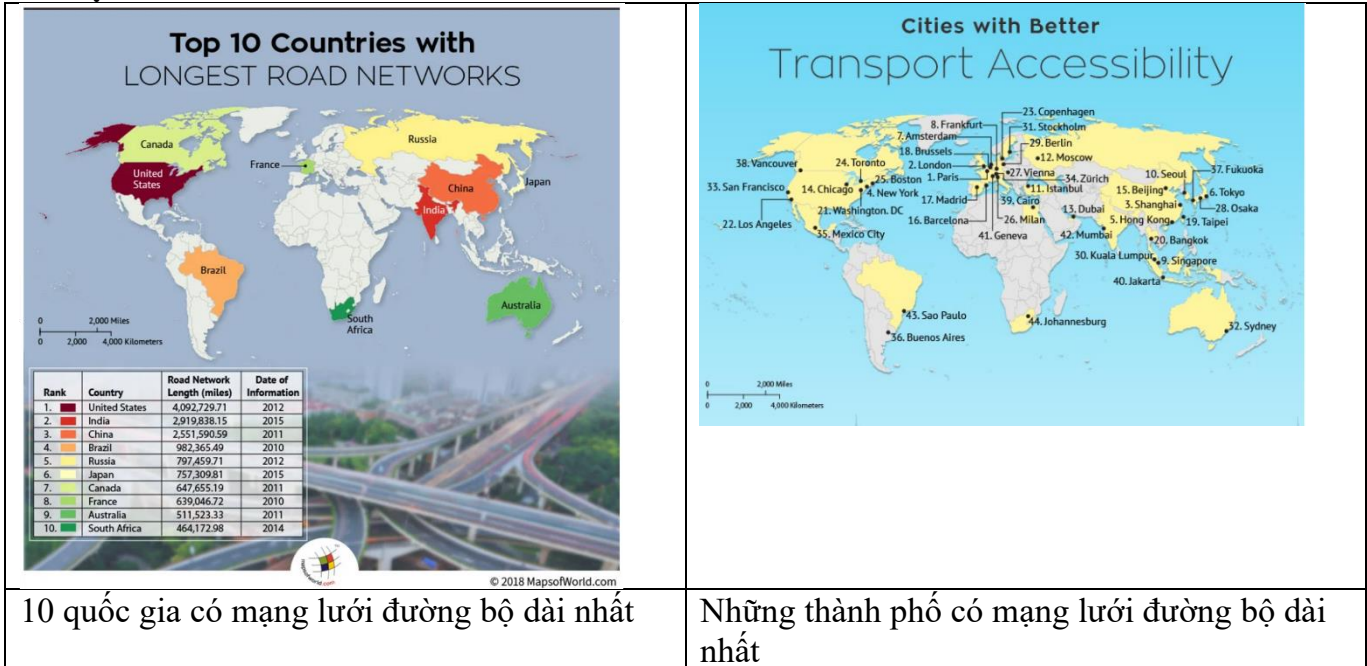 Top 10 Countries with
LONGEST ROAD NETWORKS
Canada
Russia
France
United
States
China
Japan
India
Brazil
Australia
South
Africa
0 2,000 Miles
0 2,000 4,000 Kilometers
Rank Country Road Network Length (miles) Date of Information
1. United States 4,092,729.71 2012
2. India 2,919,838.15 2015
3. China 2,551,590.59 2011
4. Brazil 982,365.49 2010
5. Russia 797,459.71 2012
6. Japan 757,309.81 2015
7. Canada 647,655.19 2011
8. France 639,046.72 2010
9. Australia 511,523.33 2011
10. South Africa 464,172.98 2014
© 2018 MapsofWorld.com
10 quốc gia có mạng lưới đường bộ dài nhất
Cities with Better
Transport Accessibility
23. Copenhagen
8. Frankfurt
31. Stockholm
7. Amsterdam
29. Berlin
18. Brussels
12. Moscow
38. Vancouver
24. Toronto
2. London
10. Seoul
37. Fukuoka
25. Boston
1. Paris
27. Vienna
34. Zürich
33. San Francisco
14. Chicago
4. New York
11. Istanbul
15. Beijing
6. Tokyo
17. Madrid
39. Cairo
3. Shanghai
28. Osaka
21. Washington. DC
13. Dubai
22. Los Angeles
16. Barcelona
26. Milan
5. Hong Kong
19. Taipei
35. Mexico City
41. Geneva
42. Mumbai
20. Bangkok
30. Kuala Lumpur
9. Singapore
40. Jakarta
43. Sao Paulo
44. Johannesburg
32. Sydney
36. Buenos Aires
0 2,000 Miles
0 2,000 4,000 Kilometers
Những thành phố có mạng lưới đường bộ dài
nhất